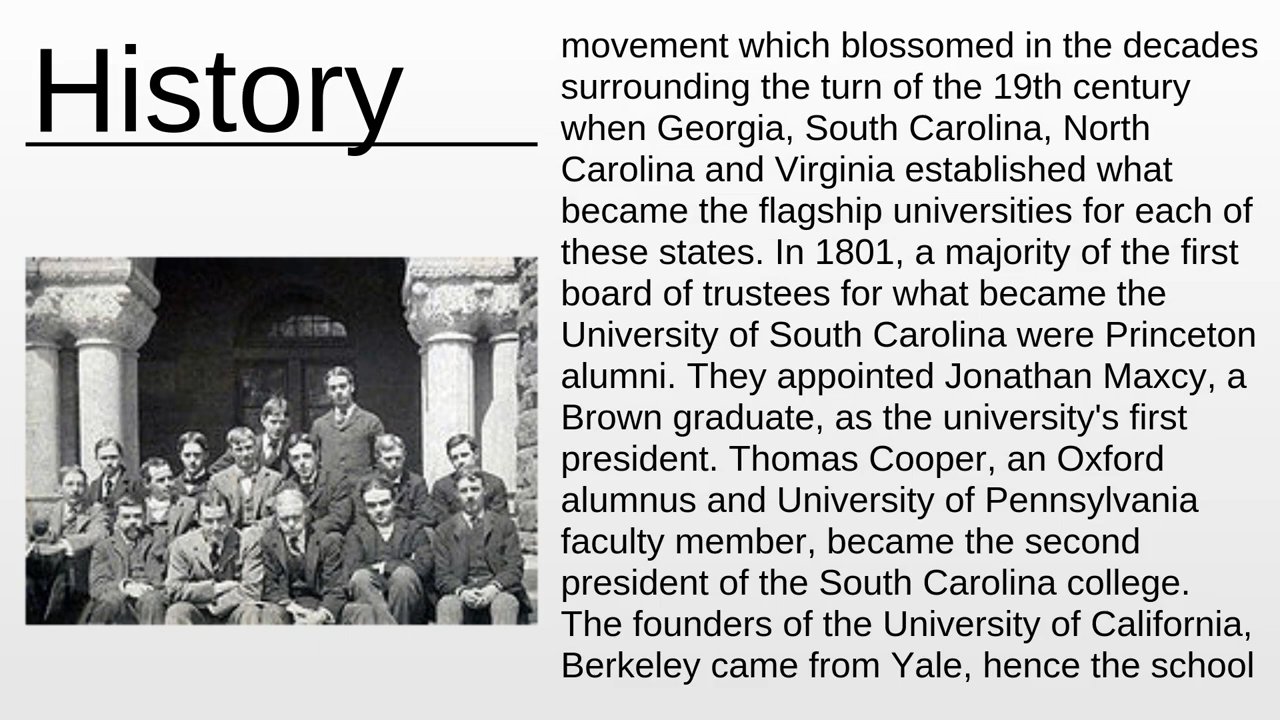 History
movement which blossomed in the decades
surrounding the turn of the 19th century
when Georgia, South Carolina, North
Carolina and Virginia established what
became the flagship universities for each of
these states. In 1801, a majority of the first
board of trustees for what became the
University of South Carolina were Princeton
alumni. They appointed Jonathan Maxcy, a
Brown graduate, as the university's first
president. Thomas Cooper, an Oxford
alumnus and University of Pennsylvania
faculty member, became the second
president of the South Carolina college.
The founders of the University of California,
Berkeley came from Yale, hence the school